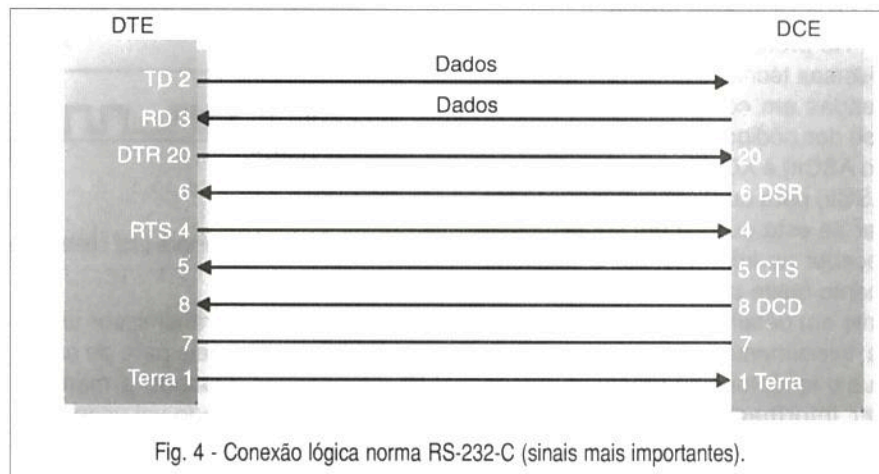 DTE DCE
TD 2 Dados
RD 3 Dados
DTR 20 20
6 6 DSR
RTS 4 4
5 5 CTS
8 8 DCD
7 7
Terra 1 1 Terra
Fig. 4 - Conexão lógica norma RS-232-C (sinais mais importantes).